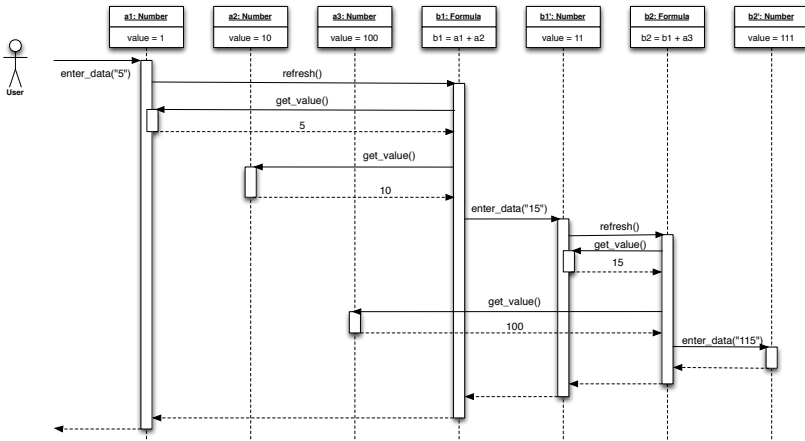 a1: Number
value = 1
a2: Number
value = 10
a3: Number
value = 100
b1: Formula
b1 = a1 + a2
b1': Number
value = 11
b2: Formula
b2 = b1 + a3
b2': Number
value = 111
User
enter_data("5")
refresh()
get_value()
5
get_value()
10
enter_data("15")
refresh()
get_value()
15
get_value()
100
enter_data("115")